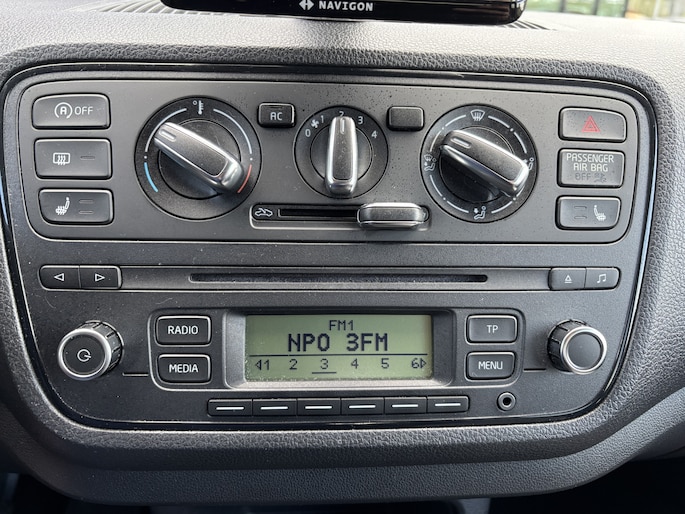 NAVIGON
A OFF
AC
0 1 2 3 4
PASSENGER
AIR BAG
OFF
RADIO
MEDIA
FM1
NPO 3FM
1 2 3 4 5 6
TP
MENU